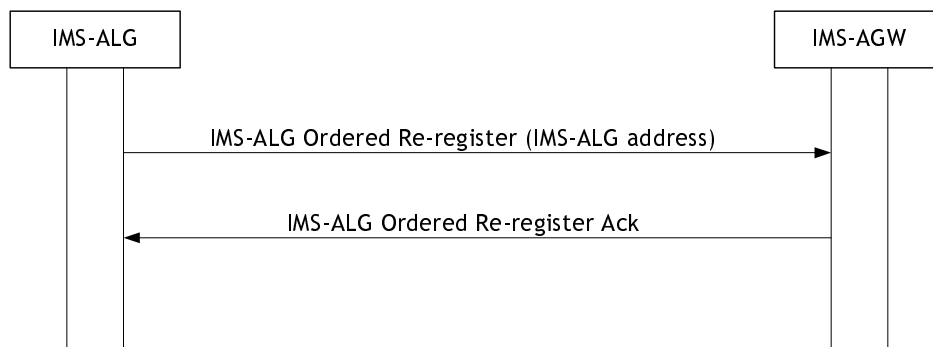 IMS-ALG
IMS-AGW
IMS-ALG Ordered Re-register (IMS-ALG address)
IMS-ALG Ordered Re-register Ack